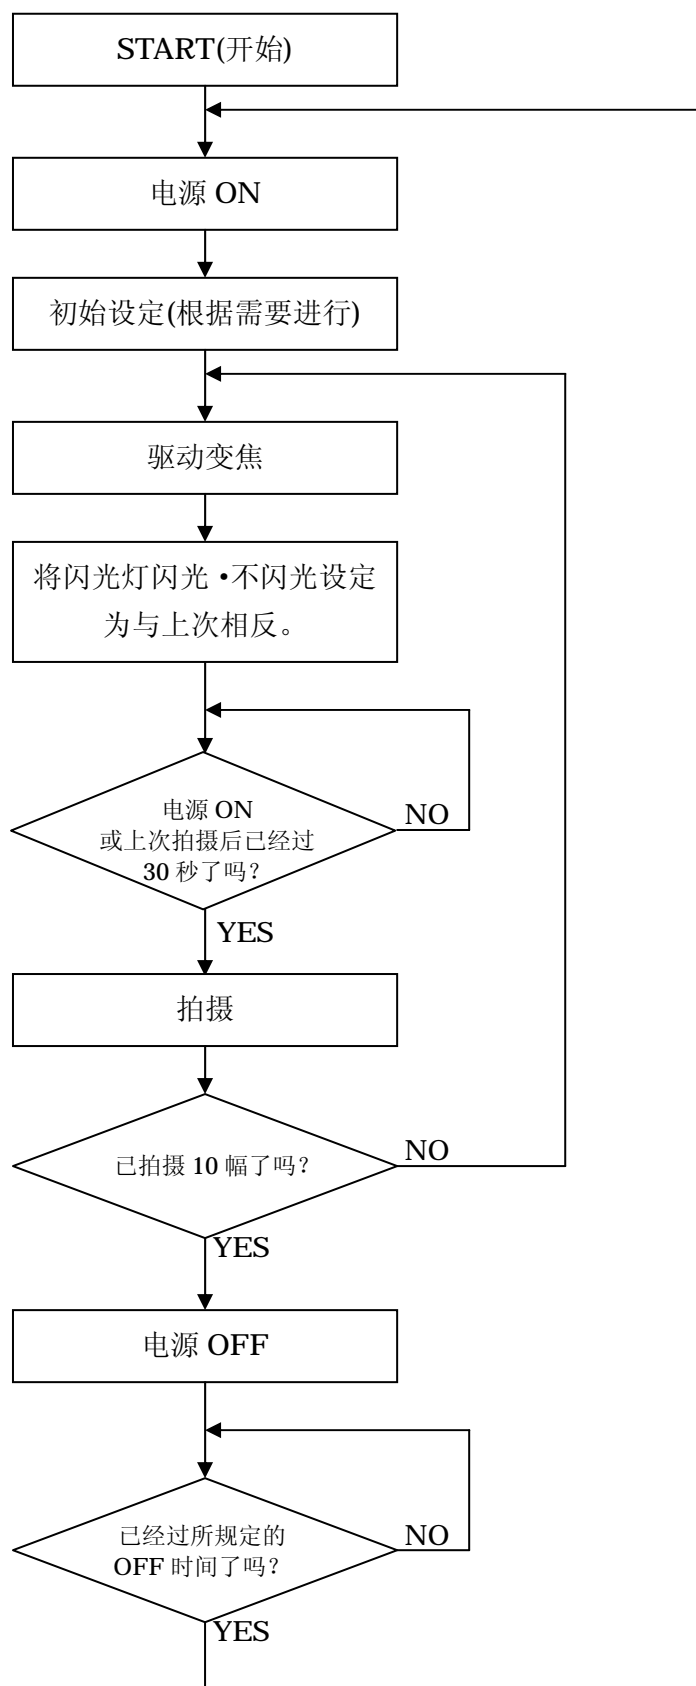 START(开始)
电源 ON
初始设定(根据需要进行)
驱动变焦
将闪光灯闪光 •不闪光设定
为与上次相反。
电源 ON
或上次拍摄后已经过
30 秒了吗?
NO
YES
拍摄
已拍摄 10 幅了吗?
NO
YES
电源 OFF
已经过所规定的
OFF 时间了吗?
NO
YES